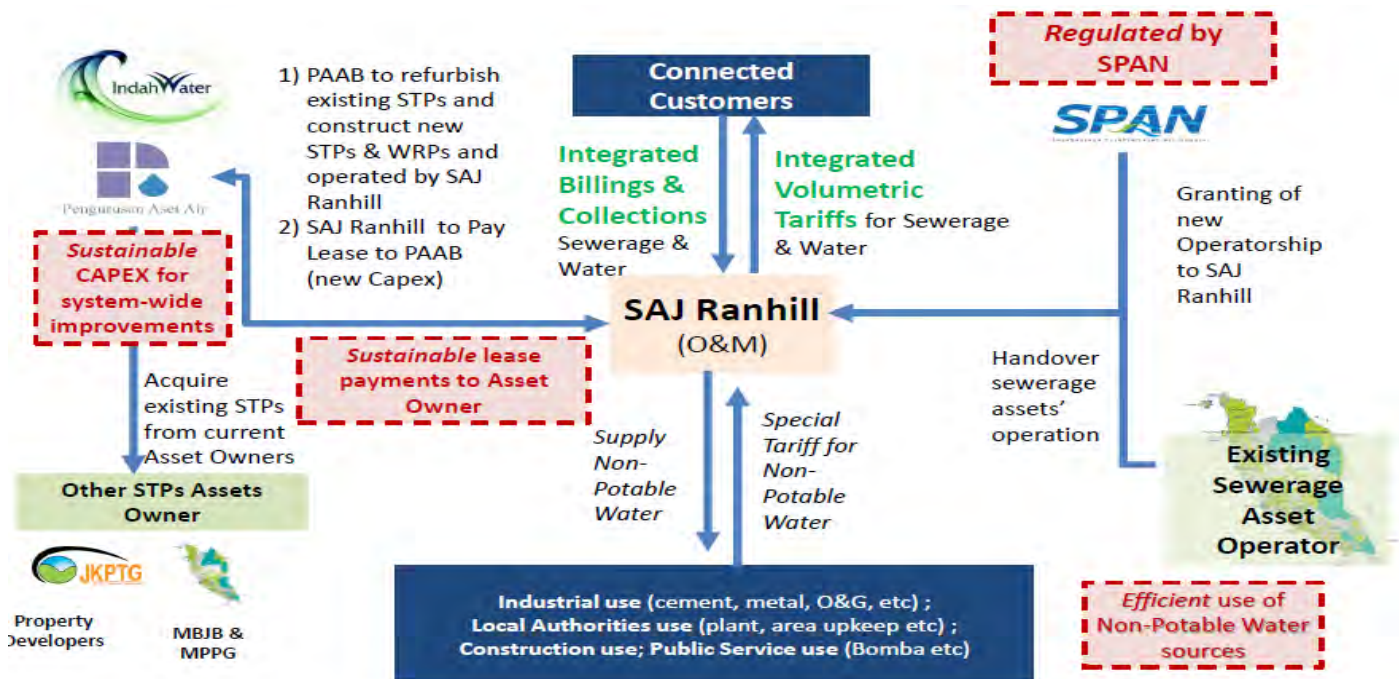 IndahWater
Pengurusan Aset Air
Sustainable
CAPEX for
system-wide
improvements
Acquire
existing STPs
from current
Asset Owners
Other STPs Assets
Owner
JKPTG
Property
Developers
MBJB &
MPPG
1) PAAB to refurbish
existing STPs and
construct new
STPs & WRPs and
operated by SAJ
Ranhill
2) SAJ Ranhill to Pay
Lease to PAAB
(new Capex)
Sustainable lease
payments to Asset
Owner
Connected
Customers
Integrated
Billings &
Collections
Sewerage &
Water
Integrated
Volumetric
Tariffs for Sewerage
& Water
SAJ Ranhill
(O&M)
Supply
Non-
Potable
Water
Special
Tariff for
Non-
Potable
Water
Industrial use (cement, metal, O&G, etc) ;
Local Authorities use (plant, area upkeep etc) ;
Construction use; Public Service use (Bomba etc)
Regulated by
SPAN
SPAN
Granting of
new
Operatorship
to SAJ
Ranhill
Handover
sewerage
assets’
operation
Existing
Sewerage
Asset
Operator
Efficient use of
Non-Potable Water
sources